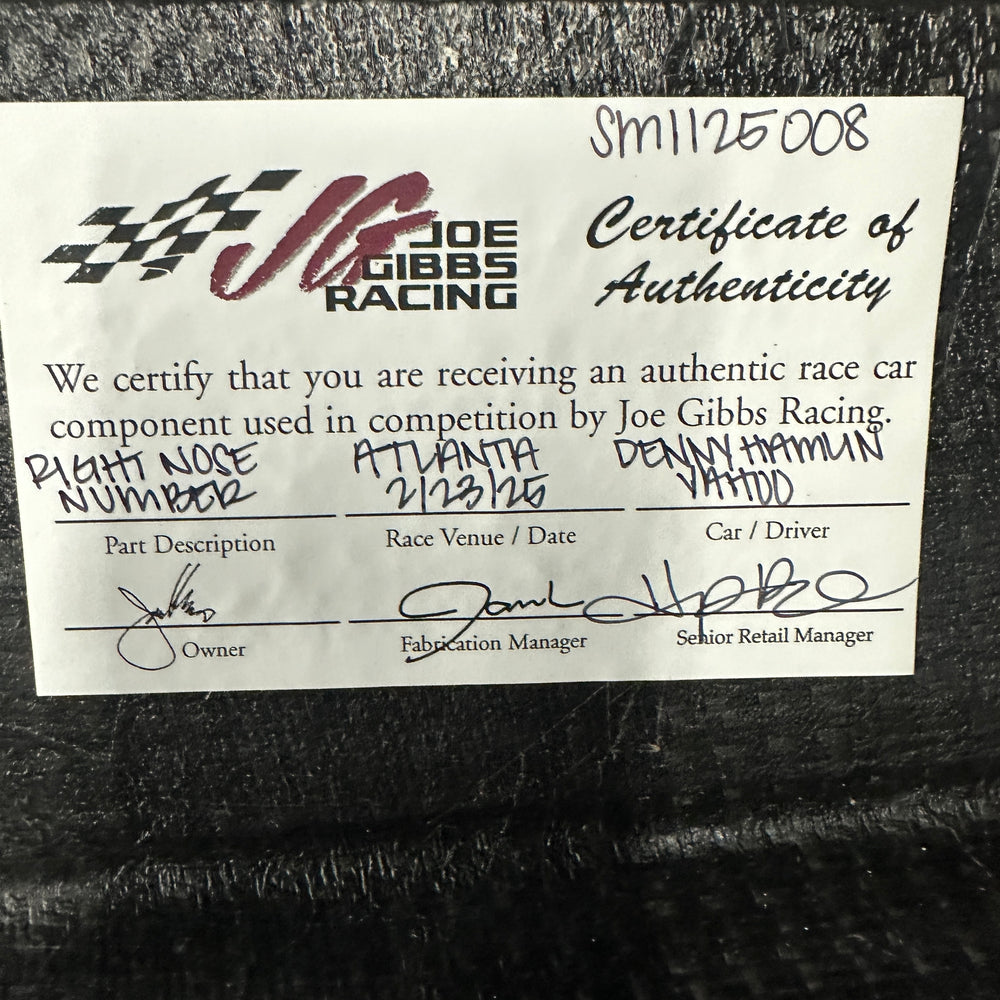 SM1125008
JG JOE
GIBBS
RACING
Certificate of
Authenticity
We certify that you are receiving an authentic race car
component used in competition by Joe Gibbs Racing.
RIGHT NOSE
NUMBER
ATLANTA
2/23/25
DENNY HAMLIN
YAHOO
Part Description
Race Venue / Date
Car / Driver
Owner
Fabrication Manager
Senior Retail Manager